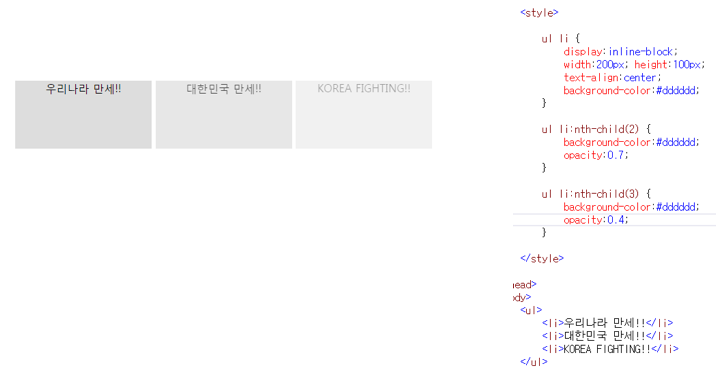 우리나라 만세!!
대한민국 만세!!
KOREA FIGHTING!!
<style>
ul li {
display:inline-block;
width:200px; height:100px;
text-align:center;
background-color:#dddddd;
}
ul li:nth-child(2) {
background-color:#dddddd;
opacity:0.7;
}
ul li:nth-child(3) {
background-color:#dddddd;
opacity:0.4;
}
</style>
ead>
dy>
<ul>
<li>우리나라 만세!!</li>
<li>대한민국 만세!!</li>
<li>KOREA FIGHTING!!</li>
</ul>